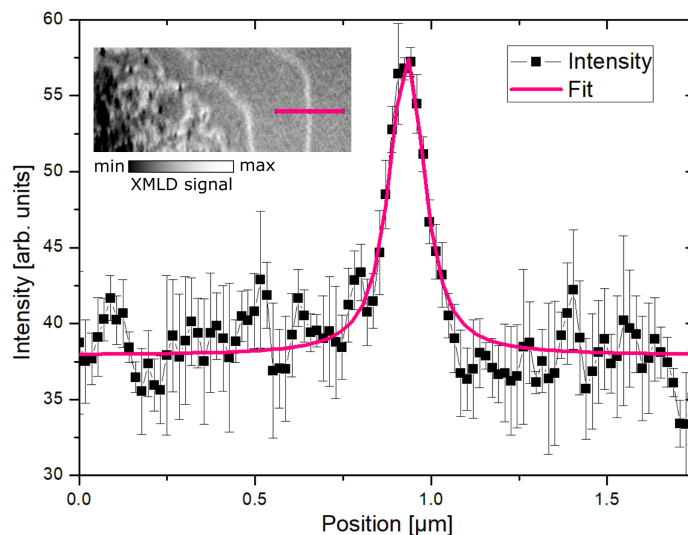 60
55
50
45
40
35
30
Intensity [arb. units]
min max
XMLD signal
Intensity
Fit
0.0 0.5 1.0 1.5
Position [μm]